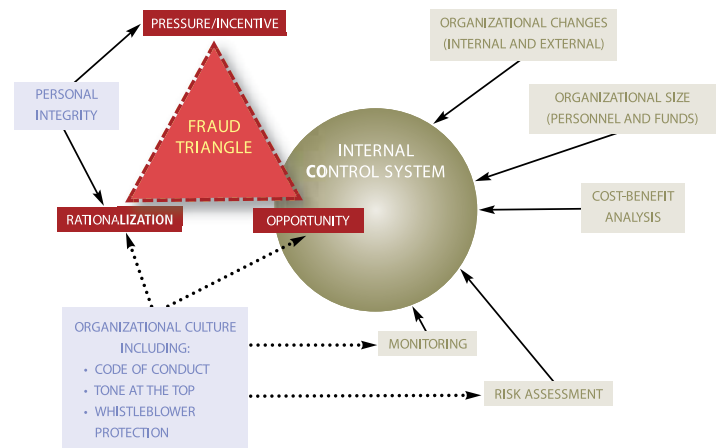 PRESSURE/INCENTIVE
ORGANIZATIONAL CHANGES
(INTERNAL AND EXTERNAL)
PERSONAL
INTEGRITY
FRAUD
TRIANGLE
INTERNAL
CONTROL SYSTEM
ORGANIZATIONAL SIZE
(PERSONNEL AND FUNDS)
COST-BENEFIT
ANALYSIS
RATIONALIZATION
OPPORTUNITY
ORGANIZATIONAL CULTURE
INCLUDING:
• CODE OF CONDUCT
• TONE AT THE TOP
• WHISTLEBLOWER
PROTECTION
MONITORING
RISK ASSESSMENT